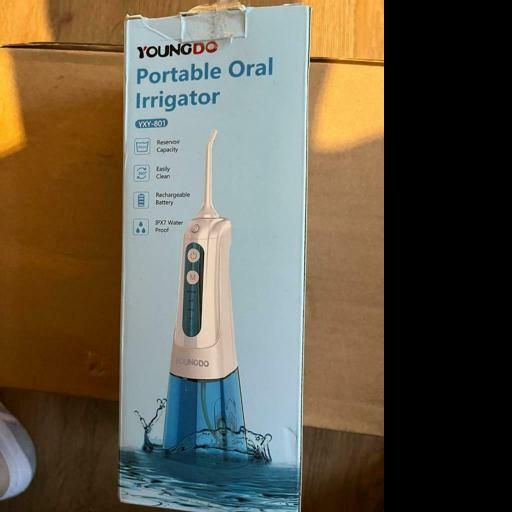 YOUNGDO
Portable Oral
Irrigator
YXY-801
Reservoir
Capacity
Easily
Clean
Rechargeable
Battery
IPX7 Water
Proof
M
YOUNGDO